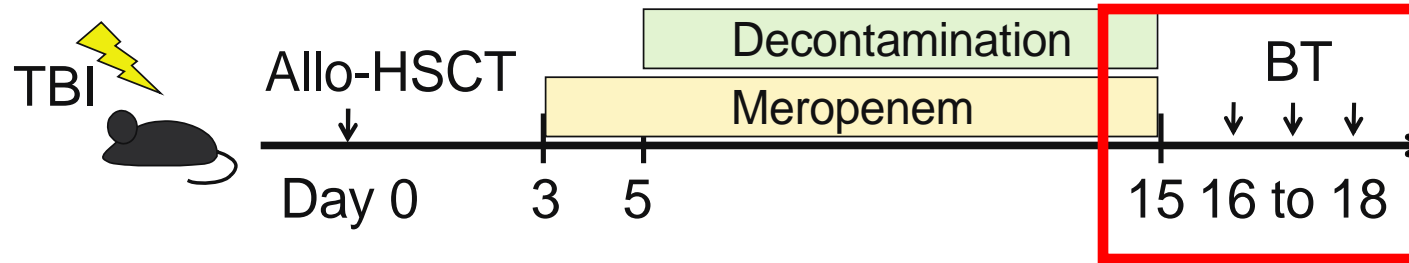 Decontamination
TBI
Allo-HSCT
BT
Meropenem
Day 0
3
5
15
16 to 18